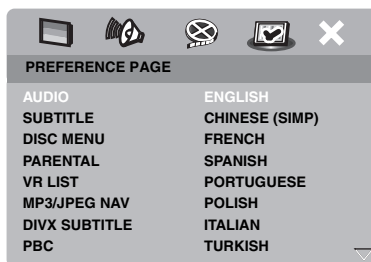 PREFERENCE PAGE
AUDIO ENGLISH
SUBTITLE CHINESE (SIMP)
DISC MENU FRENCH
PARENTAL SPANISH
VR LIST PORTUGUESE
MP3/JPEG NAV POLISH
DIVX SUBTITLE ITALIAN
PBC TURKISH